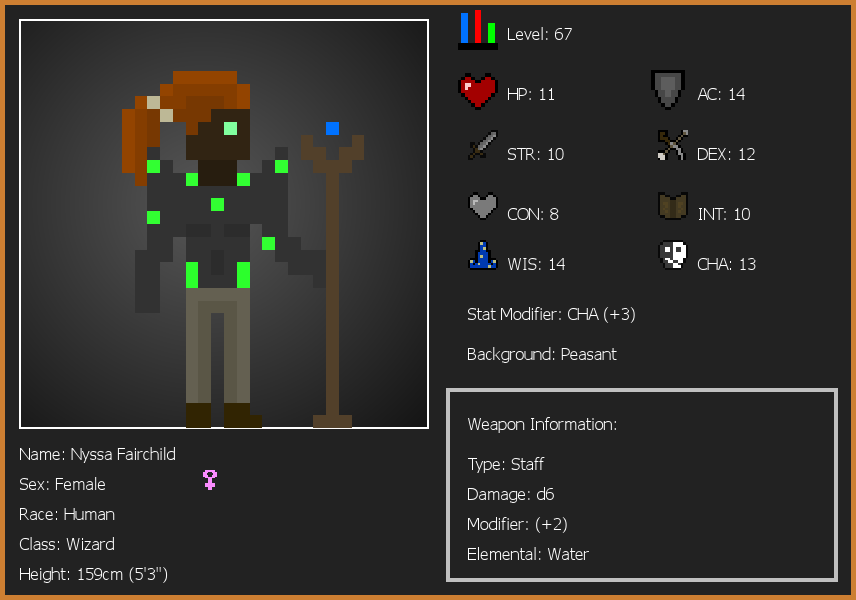 Level: 67
HP: 11
AC: 14
STR: 10
DEX: 12
CON: 8
INT: 10
WIS: 14
CHA: 13
Stat Modifier: CHA (+3)
Background: Peasant
Weapon Information:
Type: Staff
Damage: d6
Modifier: (+2)
Elemental: Water
Name: Nyssa Fairchild
Sex: Female
Race: Human
Class: Wizard
Height: 159cm (5'3")